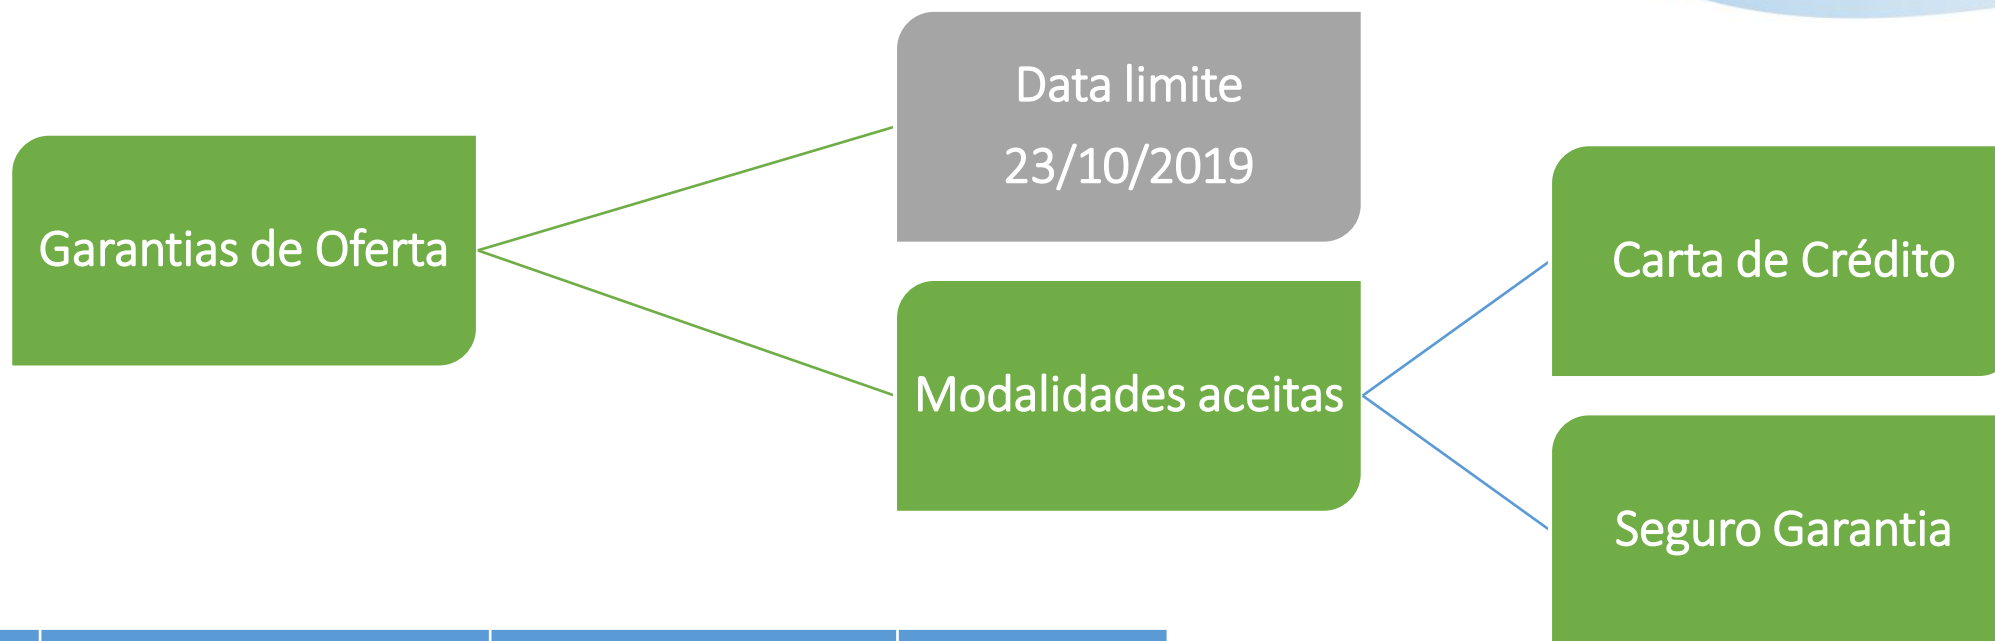 Garantias de Oferta
Data limite
23/10/2019
Modalidades aceitas
Carta de Crédito
Seguro Garantia